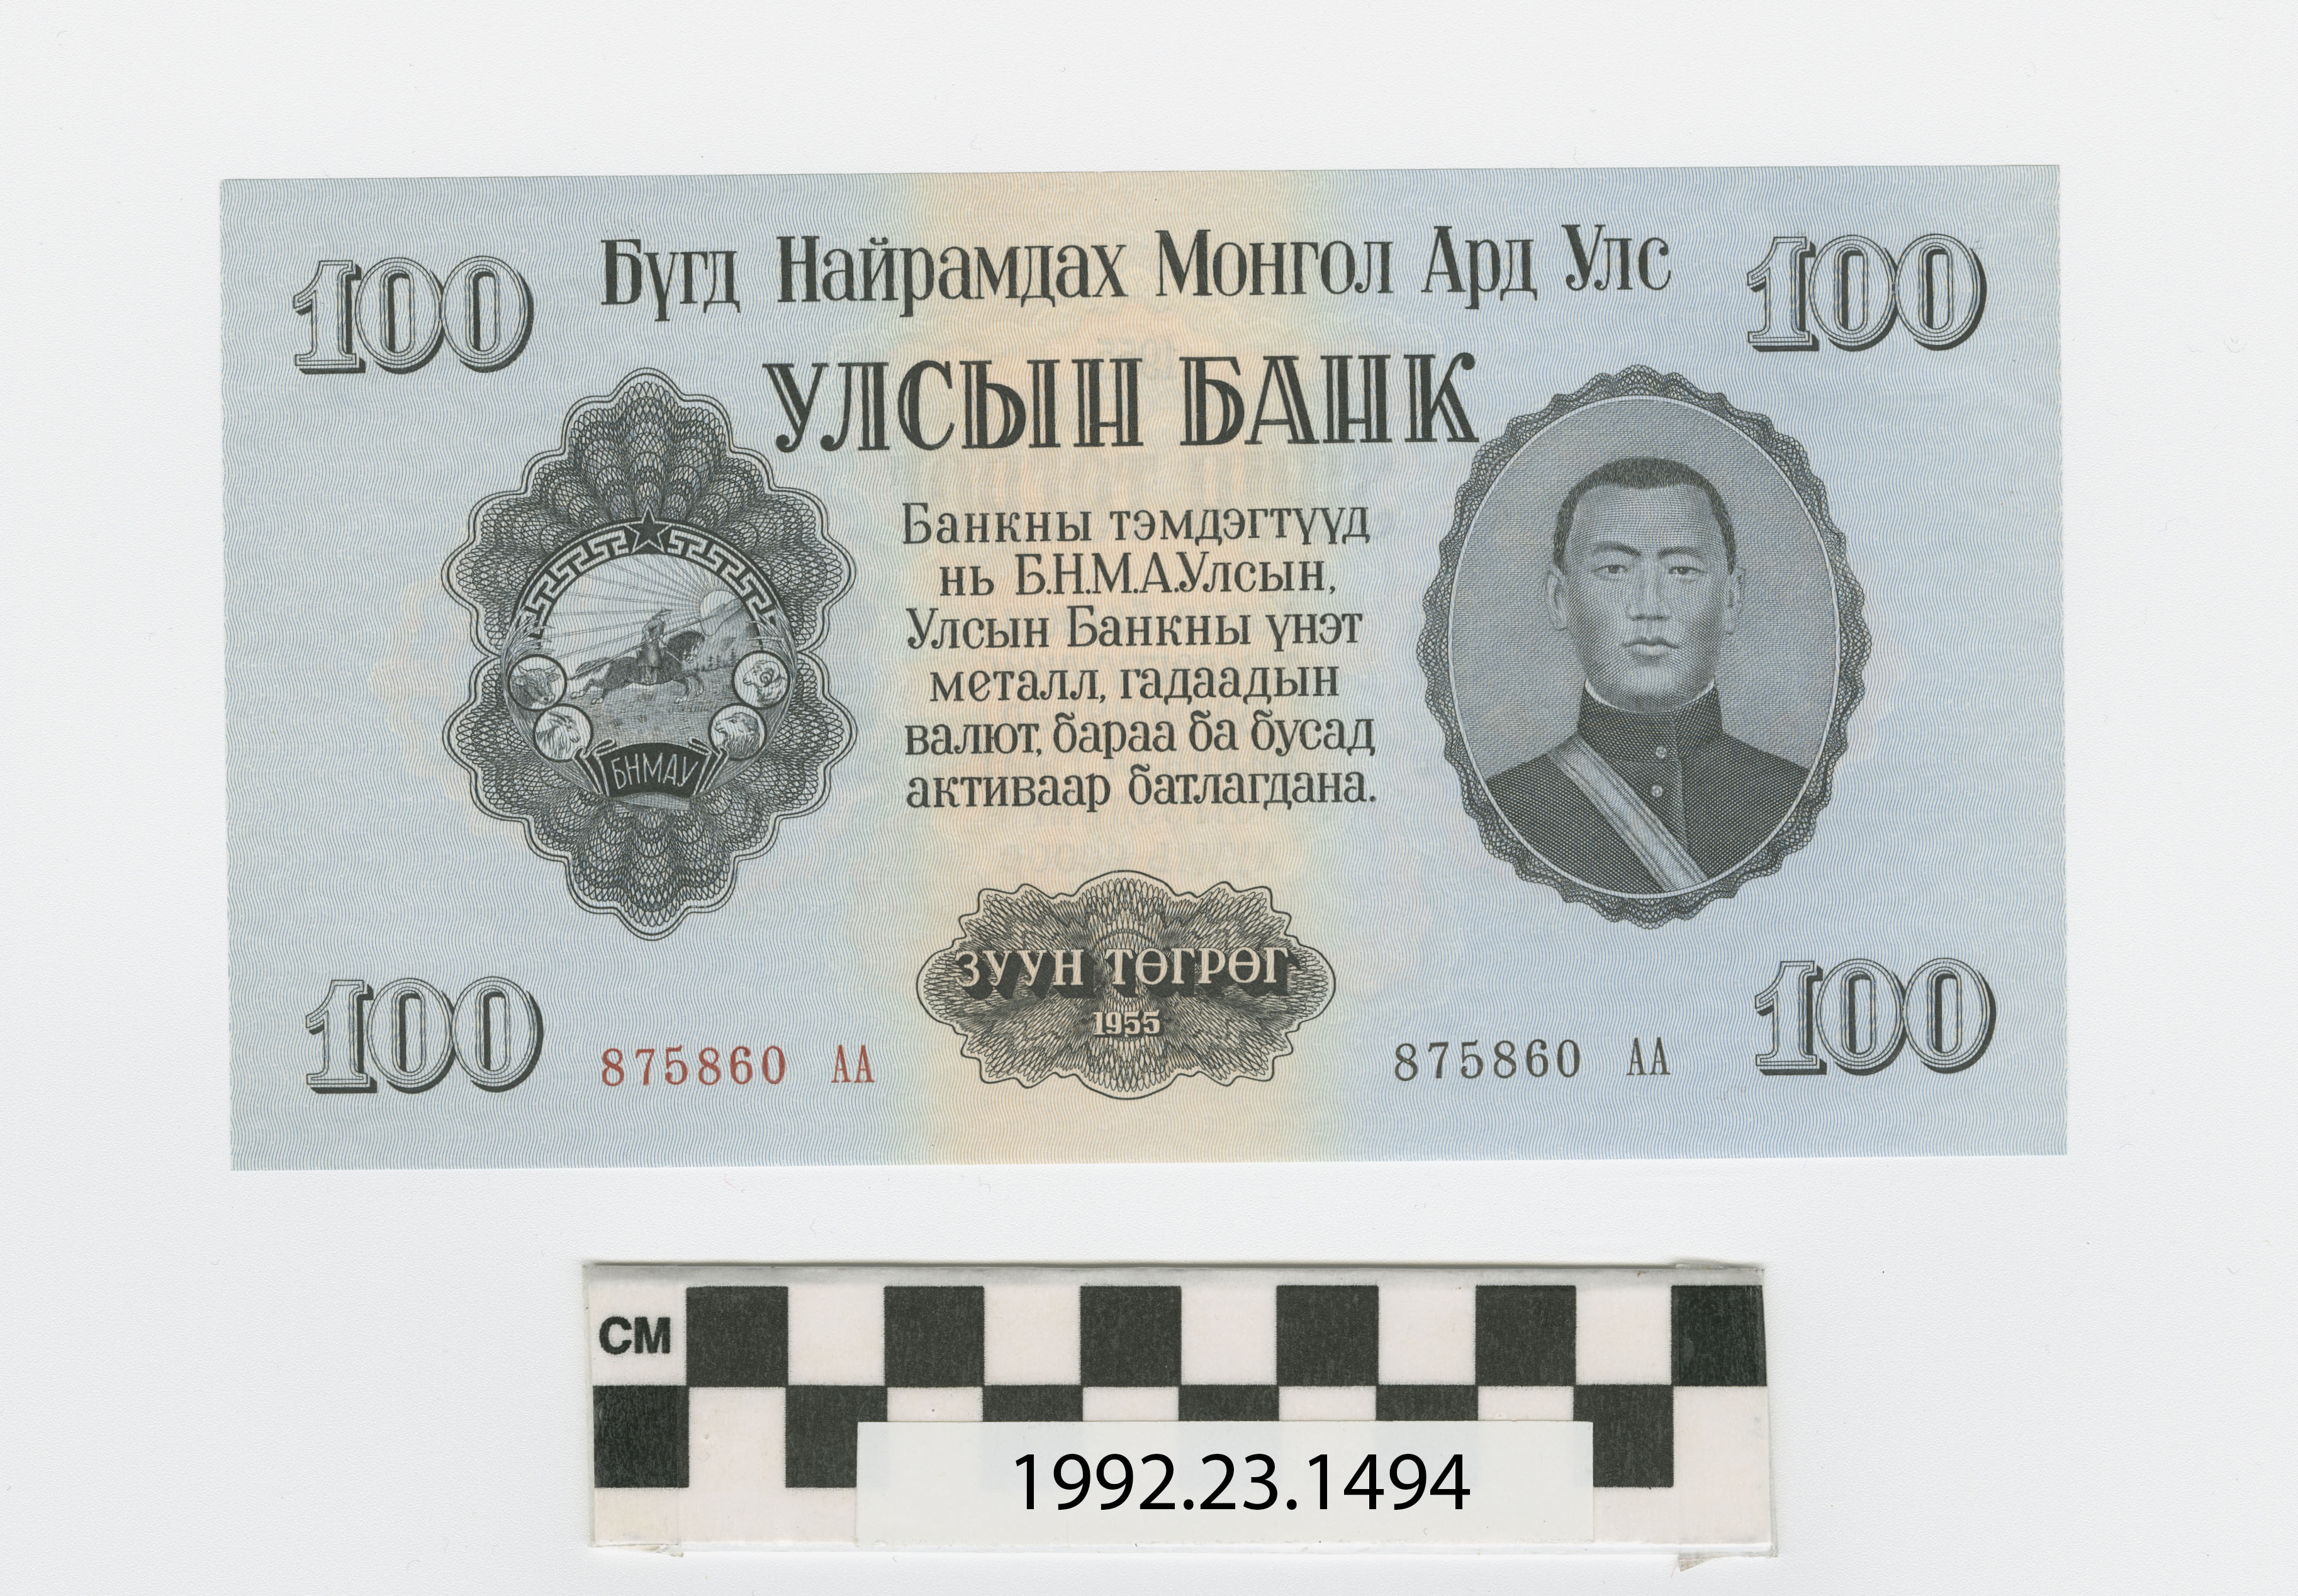 100 Бүгд Найрамдах Монгол Ард Улс 100
УЛСЫН БАНК
Банкны тэмдэгтүүд
нь Б.Н.М.А.Улсын,
Улсын Банкны үнэт
металл, гадаадын
валют, бараа ба бусад
активаар батлагдана.
БНМАУ
ЗУУН ТӨГРӨГ
1955
100 875860 АА 875860 АА 100
CM
1992.23.1494